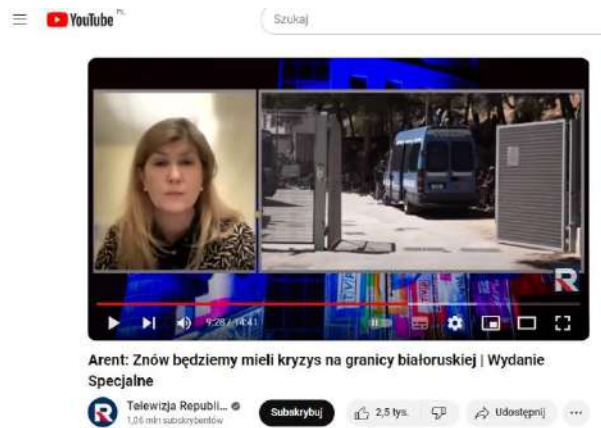 YouTube PL
Szukaj
R
9:28 / 14:41
Arent: Znów będziemy mieli kryzys na granicy białoruskiej | Wydanie
Specjalne
R
Telewizja Republi...
1,06 mln subskrybentów
Subskrybuj
2,5 tys.
Udostępnij